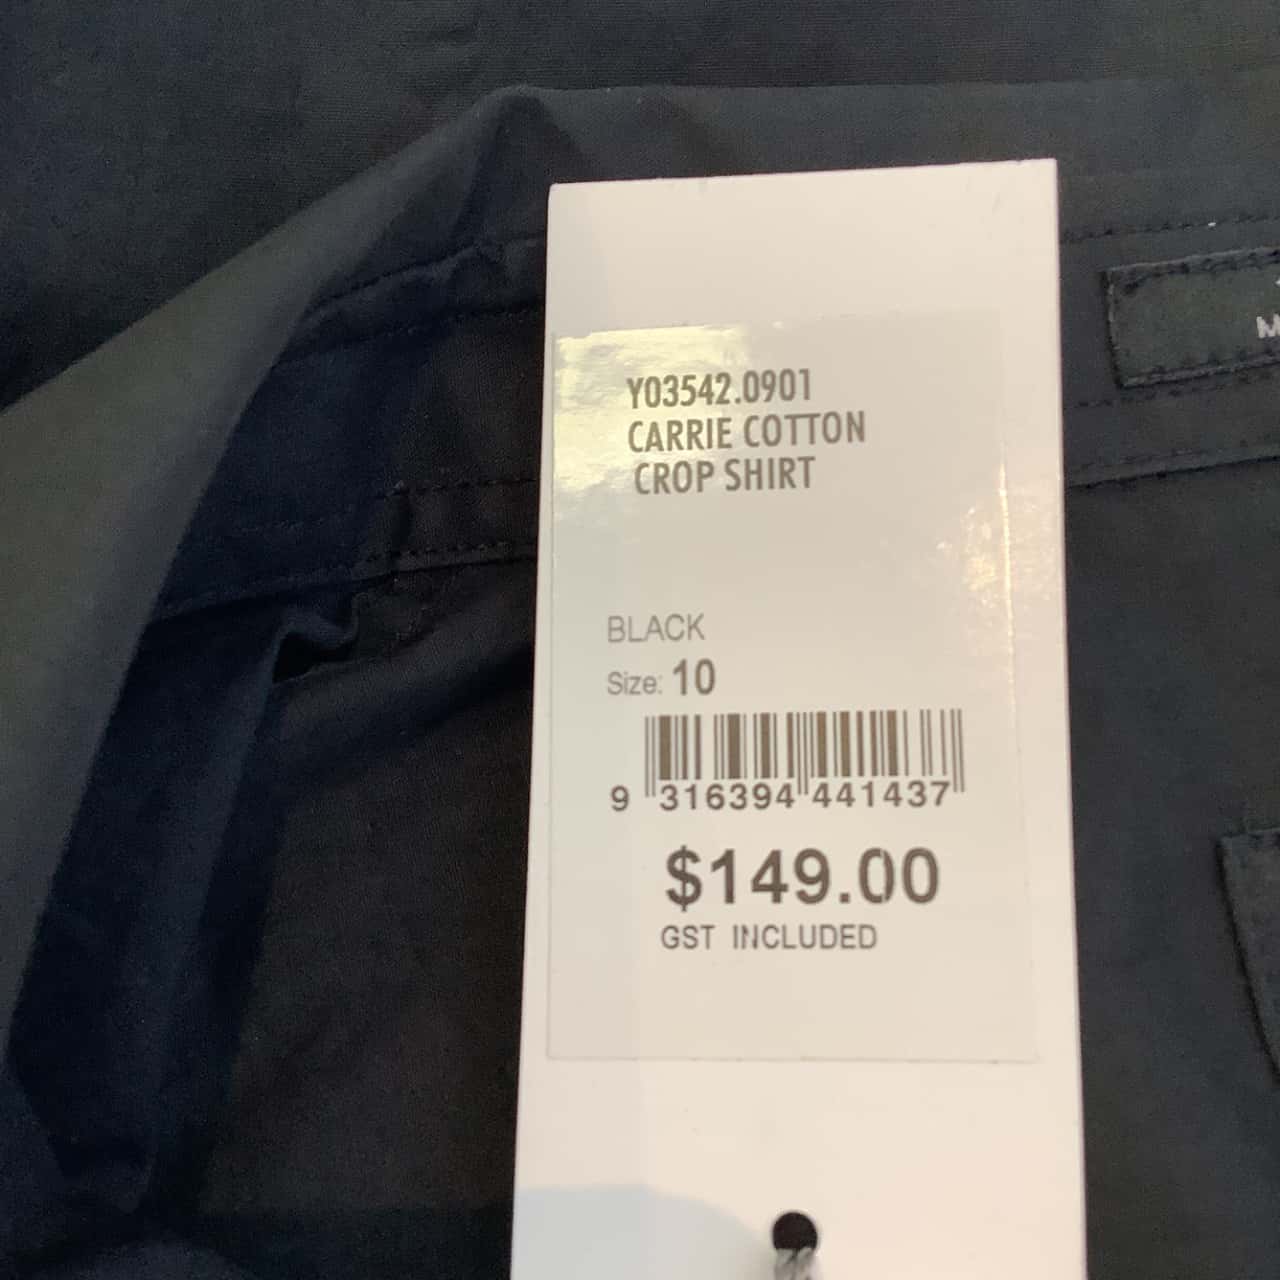 Y03542.0901
CARRIE COTTON
CROP SHIRT
BLACK
Size: 10
9 316394 441437
$149.00
GST INCLUDED
M